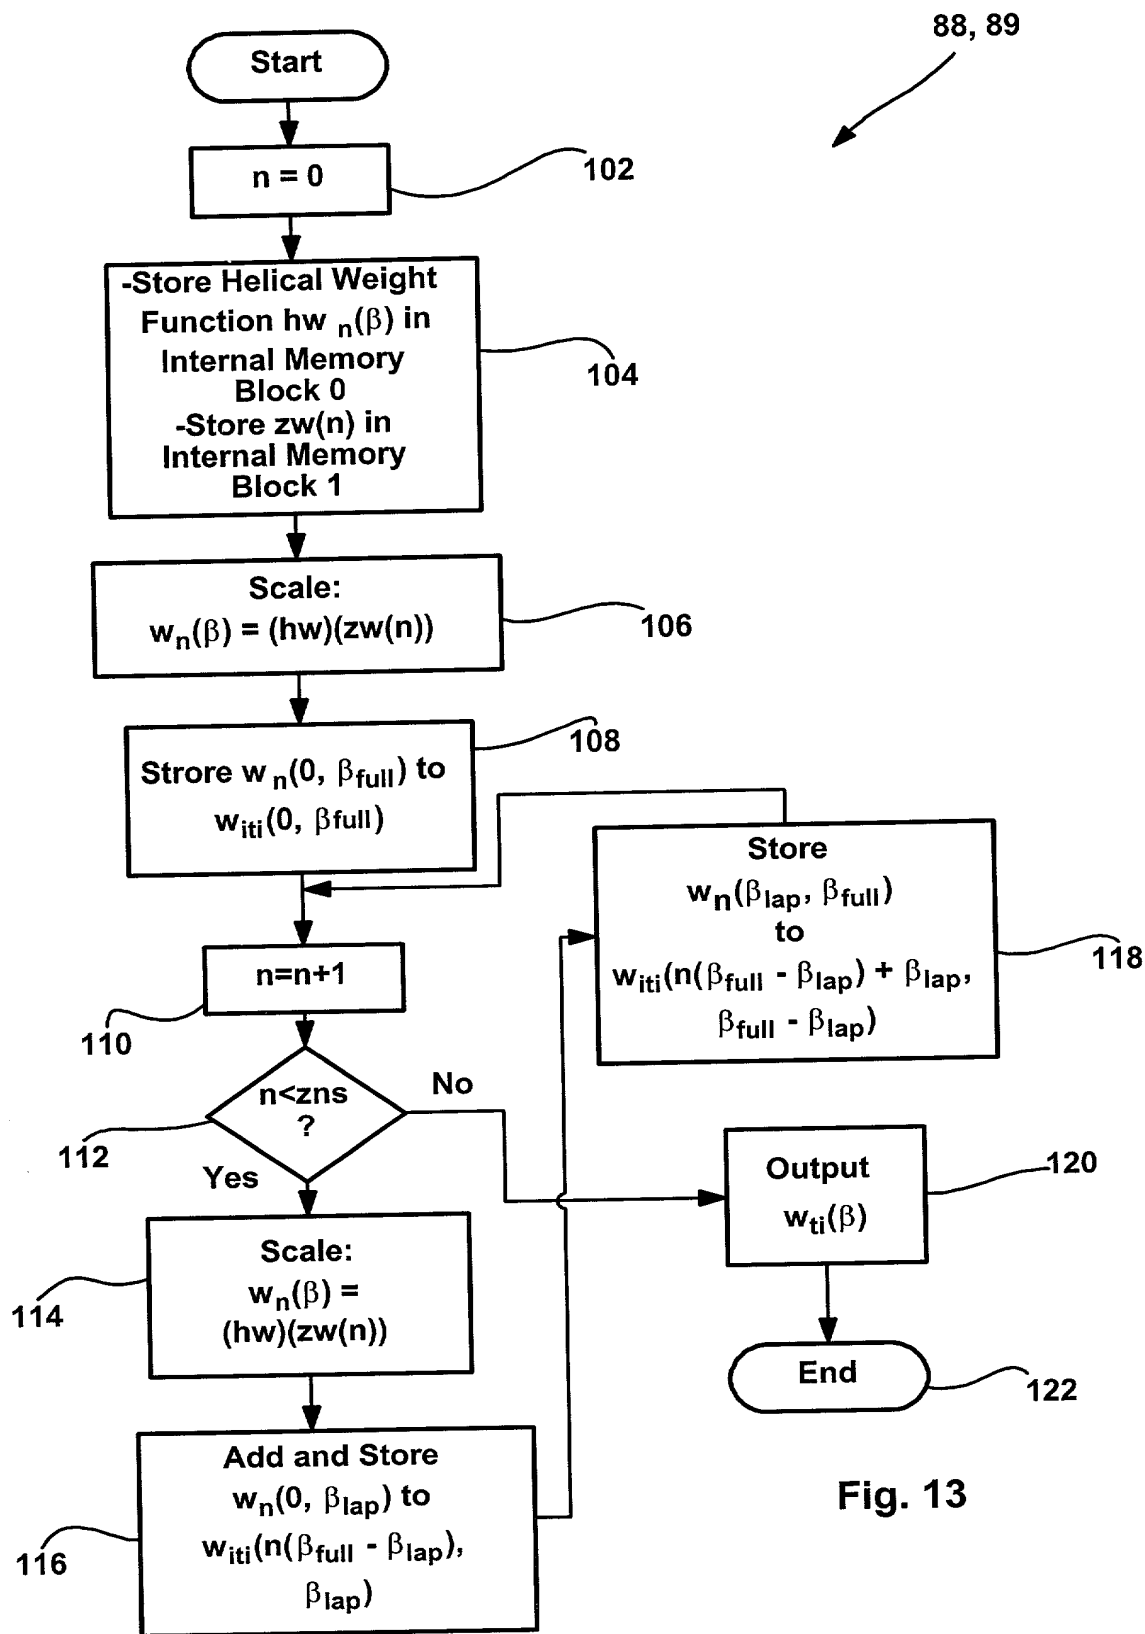 88, 89
Start
n = 0
102
-Store Helical Weight
Function hw n(β) in
Internal Memory
Block 0
-Store zw(n) in
Internal Memory
Block 1
104
Scale:
wn(β) = (hw)(zw(n))
106
Strore wn(0, βfull) to
witi(0, βfull)
108
Store
wn(βlap, βfull)
to
witi(n(βfull - βlap) + βlap,
βfull - βlap)
118
n=n+1
110
n<zns
?
112
No
Yes
Output
wti(β)
120
Scale:
wn(β) =
(hw)(zw(n))
114
End
122
Add and Store
wn(0, βlap) to
witi(n(βfull - βlap),
βlap)
116
Fig. 13